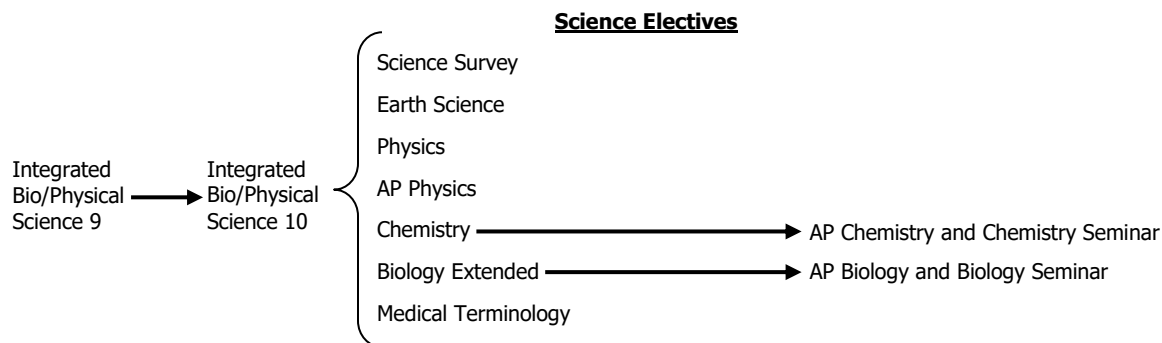 Science Electives
Science Survey
Earth Science
Physics
AP Physics
Integrated
Bio/Physical
Science 9
Integrated
Bio/Physical
Science 10
Chemistry
AP Chemistry and Chemistry Seminar
Biology Extended
AP Biology and Biology Seminar
Medical Terminology